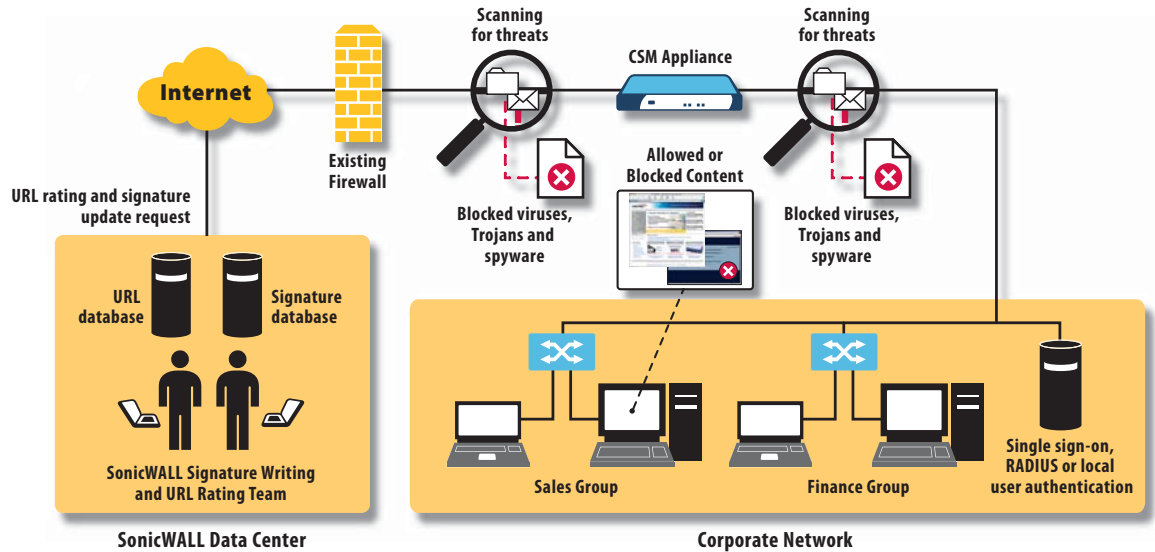 Scanning
for threats
Scanning
for threats
CSM Appliance
Internet
Existing
Firewall
Allowed or
Blocked Content
URL rating and signature
update request
Blocked viruses,
Trojans and
spyware
Blocked viruses,
Trojans and
spyware
URL
database
Signature
database
SonicWALL Signature Writing
and URL Rating Team
Sales Group
Finance Group
Single sign-on,
RADIUS or local
user authentication
SonicWALL Data Center
Corporate Network